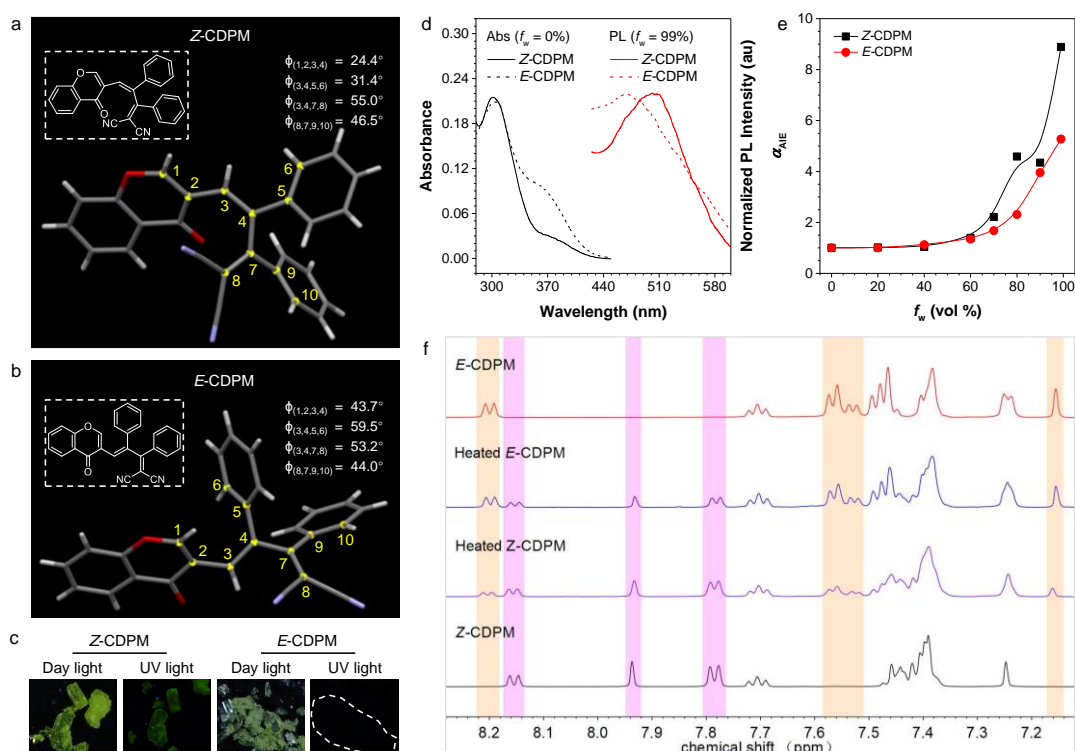 a
Z-CDPM
O
O
CN
CN
ϕ(1,2,3,4) = 24.4°
ϕ(3,4,5,6) = 31.4°
ϕ(3,4,7,8) = 55.0°
ϕ(8,7,9,10) = 46.5°
1
2
3
4
5
6
7
8
9
10
b
E-CDPM
O
O
CN
CN
ϕ(1,2,3,4) = 43.7°
ϕ(3,4,5,6) = 59.5°
ϕ(3,4,7,8) = 53.2°
ϕ(8,7,9,10) = 44.0°
1
2
3
4
5
6
7
8
9
10
c
Z-CDPM
E-CDPM
Day light
UV light
Day light
UV light
d
Abs (fw = 0%)
PL (fw = 99%)
Z-CDPM
E-CDPM
Z-CDPM
E-CDPM
Absorbance
0.30
0.24
0.18
0.12
0.06
0.00
300 370 440 510 580
Wavelength (nm)
Normalized PL Intensity (au)
e
Z-CDPM
E-CDPM
αAIE
10
8
6
4
2
0
0 20 40 60 80 100
fw (vol %)
f
E-CDPM
Heated E-CDPM
Heated Z-CDPM
Z-CDPM
8.2 8.1 8.0 7.9 7.8 7.7 7.6 7.5 7.4 7.3 7.2
chemical shift （ppm）